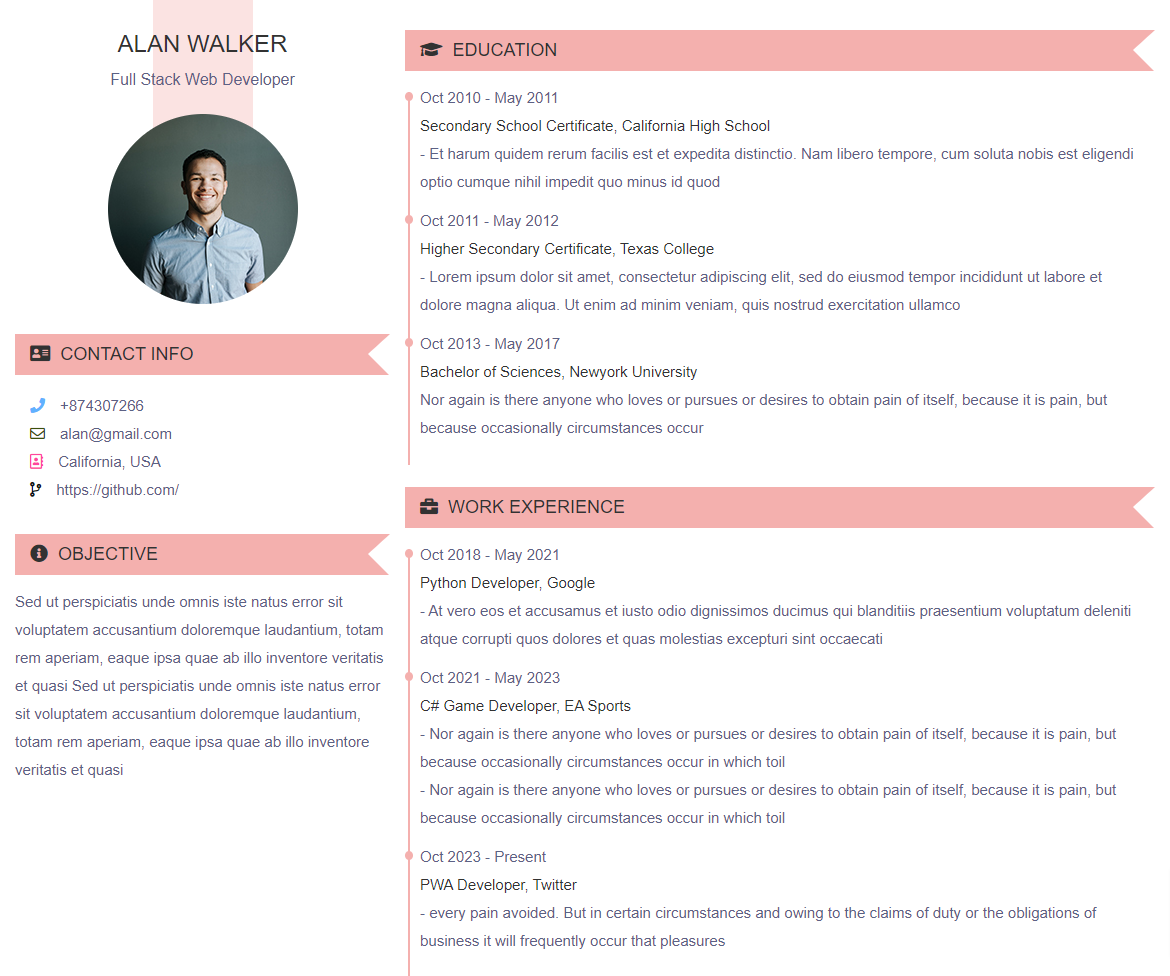 ALAN WALKER
Full Stack Web Developer
CONTACT INFO
+874307266
alan@gmail.com
California, USA
https://github.com/
OBJECTIVE
Sed ut perspiciatis unde omnis iste natus error sit
voluptatem accusantium doloremque laudantium, totam
rem aperiam, eaque ipsa quae ab illo inventore veritatis
et quasi Sed ut perspiciatis unde omnis iste natus error
sit voluptatem accusantium doloremque laudantium,
totam rem aperiam, eaque ipsa quae ab illo inventore
veritatis et quasi
EDUCATION
Oct 2010 - May 2011
Secondary School Certificate, California High School
- Et harum quidem rerum facilis est et expedita distinctio. Nam libero tempore, cum soluta nobis est eligendi
optio cumque nihil impedit quo minus id quod
Oct 2011 - May 2012
Higher Secondary Certificate, Texas College
- Lorem ipsum dolor sit amet, consectetur adipiscing elit, sed do eiusmod tempor incididunt ut labore et
dolore magna aliqua. Ut enim ad minim veniam, quis nostrud exercitation ullamco
Oct 2013 - May 2017
Bachelor of Sciences, Newyork University
Nor again is there anyone who loves or pursues or desires to obtain pain of itself, because it is pain, but
because occasionally circumstances occur
WORK EXPERIENCE
Oct 2018 - May 2021
Python Developer, Google
- At vero eos et accusamus et iusto odio dignissimos ducimus qui blanditiis praesentium voluptatum deleniti
atque corrupti quos dolores et quas molestias excepturi sint occaecati
Oct 2021 - May 2023
C# Game Developer, EA Sports
- Nor again is there anyone who loves or pursues or desires to obtain pain of itself, because it is pain, but
because occasionally circumstances occur in which toil
- Nor again is there anyone who loves or pursues or desires to obtain pain of itself, because it is pain, but
because occasionally circumstances occur in which toil
Oct 2023 - Present
PWA Developer, Twitter
- every pain avoided. But in certain circumstances and owing to the claims of duty or the obligations of
business it will frequently occur that pleasures